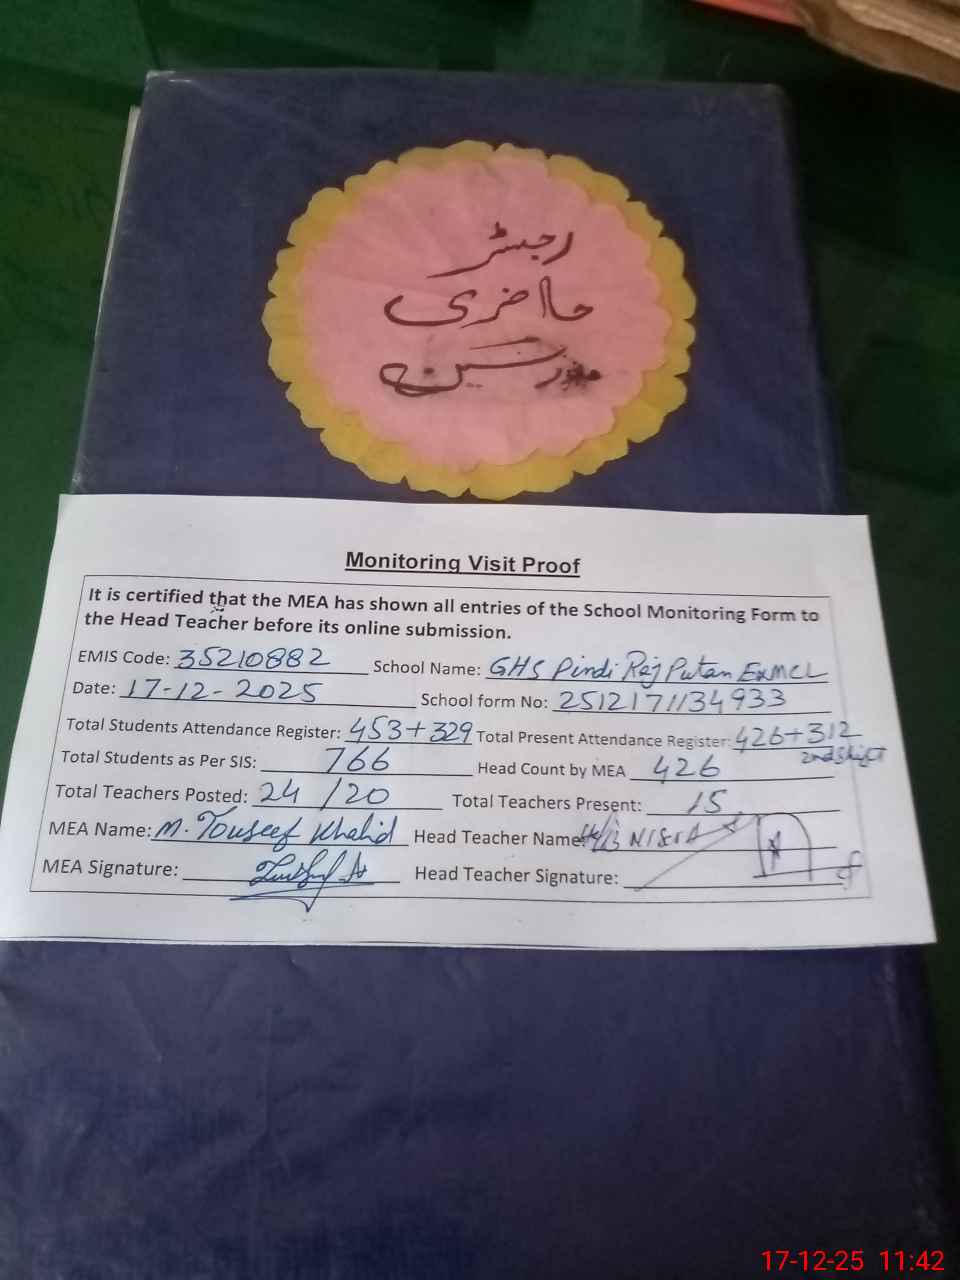 رجسٹر
حاضری
مدرسین
Monitoring Visit Proof
It is certified that the MEA has shown all entries of the School Monitoring Form to
the Head Teacher before its online submission.
EMIS Code: 35210882 School Name: GHS Pindi Raj Putan ExMCL
Date: 17-12-2025 School form No: 2512171134933
Total Students Attendance Register: 453+329 Total Present Attendance Register: 426+312
2nd shift
Total Students as Per SIS: 766 Head Count by MEA 426
Total Teachers Posted: 24/20 Total Teachers Present: 15
MEA Name: M. Touseef Khalid Head Teacher Name:
MEA Signature: Head Teacher Signature:
17-12-25 11:42